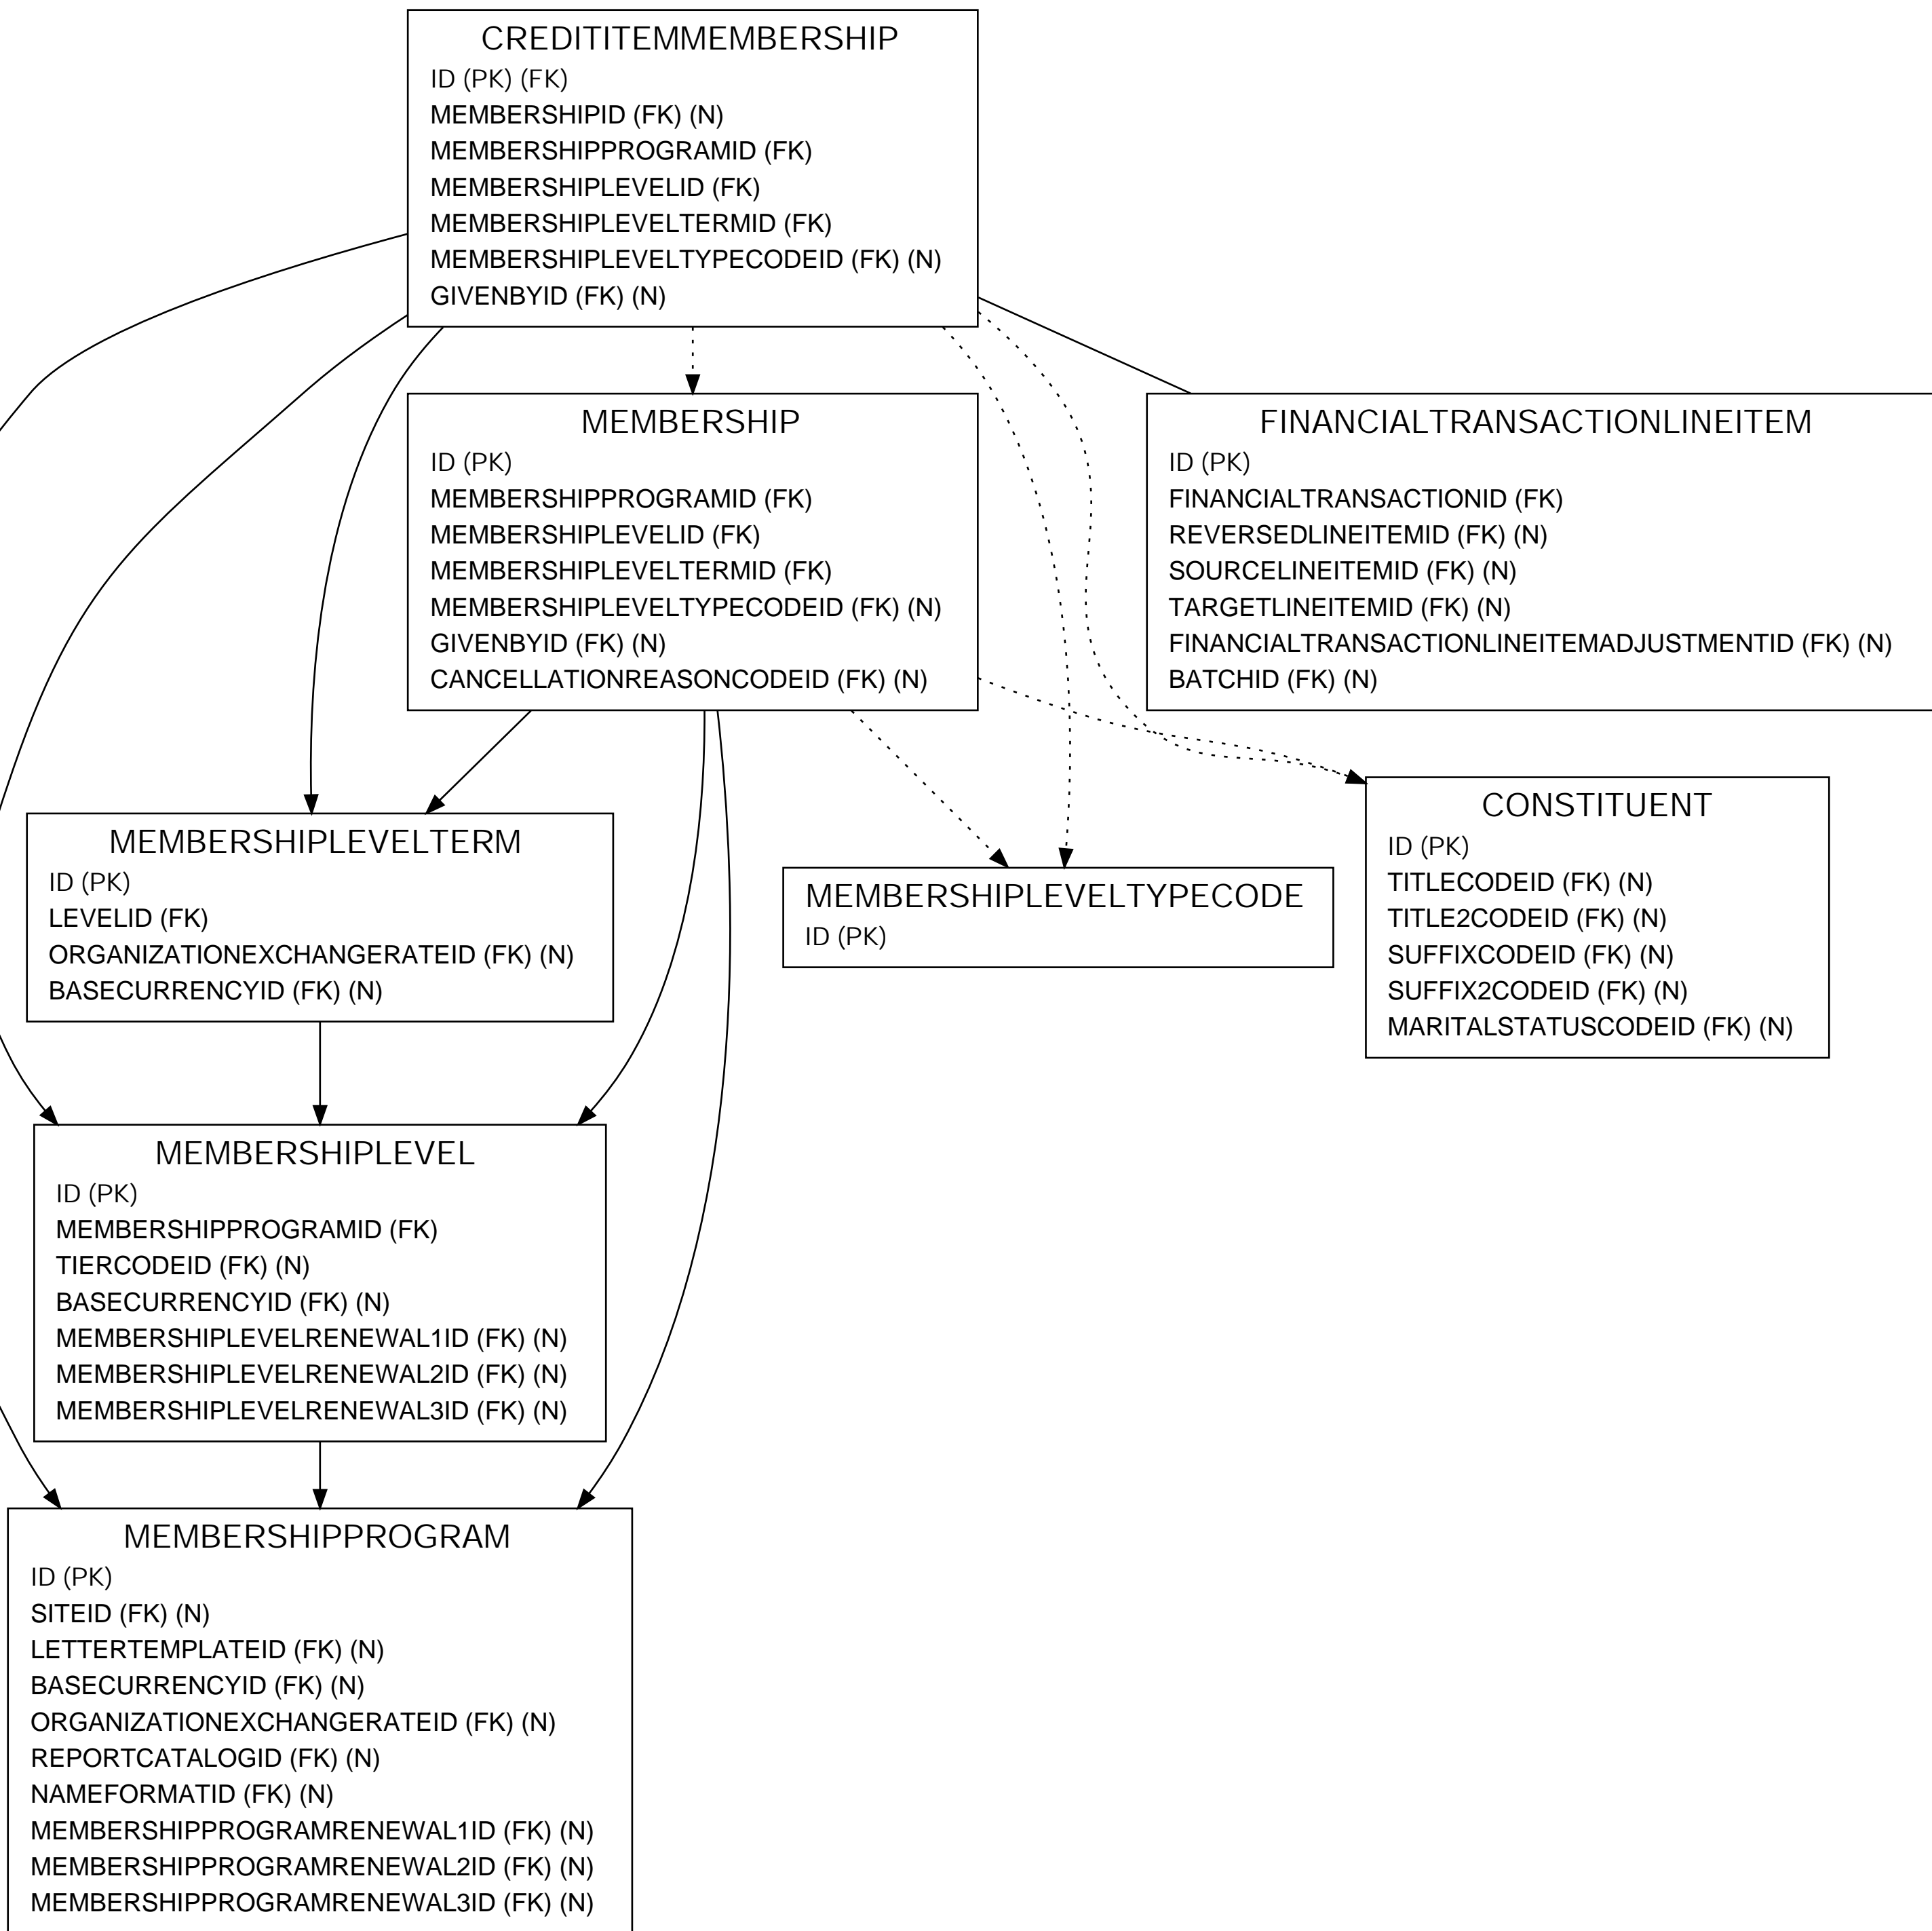 CREDITITEMMEMBERSHIP
ID (PK) (FK)
MEMBERSHIPID (FK) (N)
MEMBERSHIPPROGRAMID (FK)
MEMBERSHIPLEVELID (FK)
MEMBERSHIPLEVELTERMID (FK)
MEMBERSHIPLEVELTYPECODEID (FK) (N)
GIVENBYID (FK) (N)
MEMBERSHIP
ID (PK)
MEMBERSHIPPROGRAMID (FK)
MEMBERSHIPLEVELID (FK)
MEMBERSHIPLEVELTERMID (FK)
MEMBERSHIPLEVELTYPECODEID (FK) (N)
GIVENBYID (FK) (N)
CANCELLATIONREASONCODEID (FK) (N)
FINANCIALTRANSACTIONLINEITEM
ID (PK)
FINANCIALTRANSACTIONID (FK)
REVERSEDLINEITEMID (FK) (N)
SOURCELINEITEMID (FK) (N)
TARGETLINEITEMID (FK) (N)
FINANCIALTRANSACTIONLINEITEMADJUSTMENTID (FK) (N)
BATCHID (FK) (N)
MEMBERSHIPLEVELTERM
ID (PK)
LEVELID (FK)
ORGANIZATIONEXCHANGERATEID (FK) (N)
BASECURRENCYID (FK) (N)
MEMBERSHIPLEVELTYPECODE
ID (PK)
CONSTITUENT
ID (PK)
TITLECODEID (FK) (N)
TITLE2CODEID (FK) (N)
SUFFIXCODEID (FK) (N)
SUFFIX2CODEID (FK) (N)
MARITALSTATUSCODEID (FK) (N)
MEMBERSHIPLEVEL
ID (PK)
MEMBERSHIPPROGRAMID (FK)
TIERCODEID (FK) (N)
BASECURRENCYID (FK) (N)
MEMBERSHIPLEVELRENEWAL1ID (FK) (N)
MEMBERSHIPLEVELRENEWAL2ID (FK) (N)
MEMBERSHIPLEVELRENEWAL3ID (FK) (N)
MEMBERSHIPPROGRAM
ID (PK)
SITEID (FK) (N)
LETTERTEMPLATEID (FK) (N)
BASECURRENCYID (FK) (N)
ORGANIZATIONEXCHANGERATEID (FK) (N)
REPORTCATALOGID (FK) (N)
NAMEFORMATID (FK) (N)
MEMBERSHIPPROGRAMRENEWAL1ID (FK) (N)
MEMBERSHIPPROGRAMRENEWAL2ID (FK) (N)
MEMBERSHIPPROGRAMRENEWAL3ID (FK) (N)